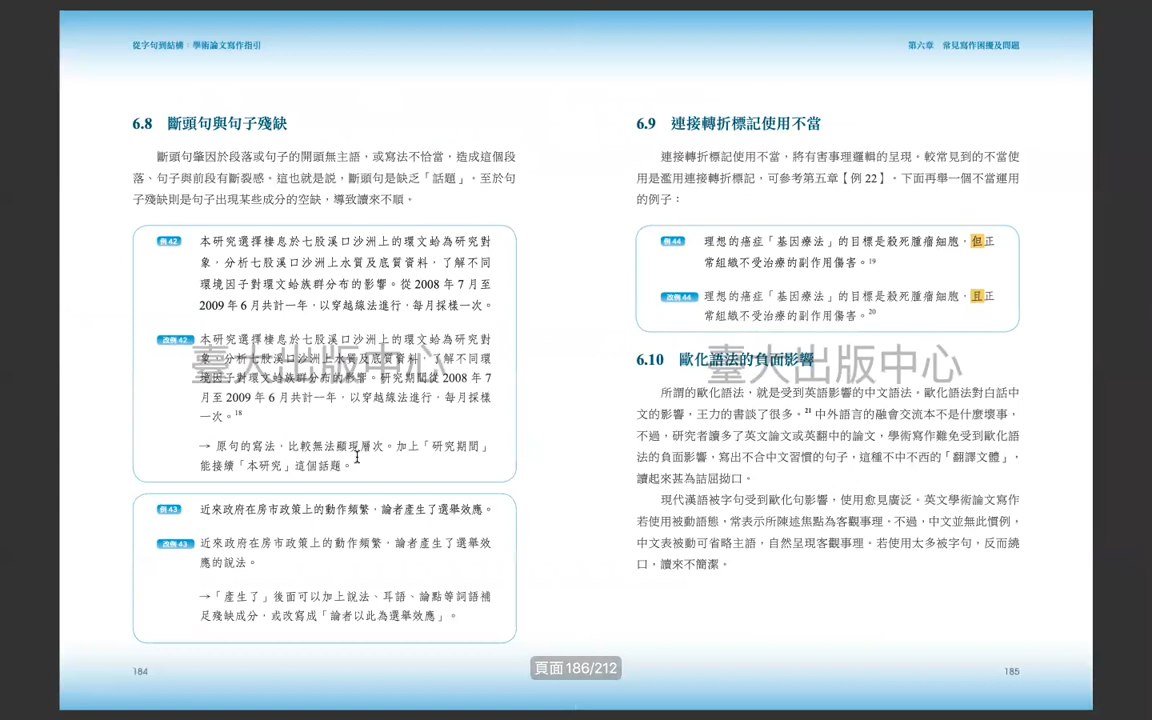 從字句到結構：學術論文寫作指引
6.8 斷頭句與句子殘缺
斷頭句肇因於段落或句子的開頭無主語，或寫法不恰當，造成這個段
落、句子與前段有斷裂感。這也就是說，斷頭句是缺乏「話題」。至於句
子殘缺則是句子出現某些成分的空缺，導致讀來不順。
例42 本研究選擇棲息於七股溪口沙洲上的環文蛤為研究對
象，分析七股溪口沙洲上水質及底質資料，了解不同
環境因子對環文蛤族群分布的影響。從 2008 年 7 月至
2009 年 6 月共計一年，以穿越線法進行，每月採樣一次。
改例42 本研究選擇棲息於七股溪口沙洲上的環文蛤為研究對
象，分析七股溪口沙洲上水質及底質資料，了解不同環
境因子對環文蛤族群分布的影響。研究期間從 2008 年 7
月至 2009 年 6 月共計一年，以穿越線法進行，每月採樣
一次。18
→ 原句的寫法，比較無法顯現層次。加上「研究期間」
能接續「本研究」這個話題。
例43 近來政府在房市政策上的動作頻繁，論者產生了選舉效應。
改例43 近來政府在房市政策上的動作頻繁，論者產生了選舉效
應的說法。
→「產生了」後面可以加上說法、耳語、論點等詞語補
足殘缺成分，或改寫成「論者以此為選舉效應」。
184
臺大出版中心
第六章 常見寫作困擾及問題
6.9 連接轉折標記使用不當
連接轉折標記使用不當，將有害事理邏輯的呈現。較常見到的不當使
用是濫用連接轉折標記，可參考第五章【例 22】。下面再舉一個不當運用
的例子：
例44 理想的癌症「基因療法」的目標是殺死腫瘤細胞，但正
常組織不受治療的副作用傷害。19
改例44 理想的癌症「基因療法」的目標是殺死腫瘤細胞，且正
常組織不受治療的副作用傷害。20
6.10 歐化語法的負面影響
所謂的歐化語法，就是受到英語影響的中文語法。歐化語法對白話中
文的影響，王力的書談了很多。21 中外語言的融會交流本不是什麼壞事，
不過，研究者讀多了英文論文或英翻中的論文，學術寫作難免受到歐化語
法的負面影響，寫出不合中文習慣的句子，這種不中不西的「翻譯文體」，
讀起來甚為詰屈拗口。
現代漢語被字句受到歐化句影響，使用愈見廣泛。英文學術論文寫作
若使用被動語態，常表示所陳述焦點為客觀事理。不過，中文並無此慣例，
中文表被動可省略主語，自然呈現客觀事理。若使用太多被字句，反而繞
口，讀來不簡潔。
185
臺大出版中心
頁面186/212